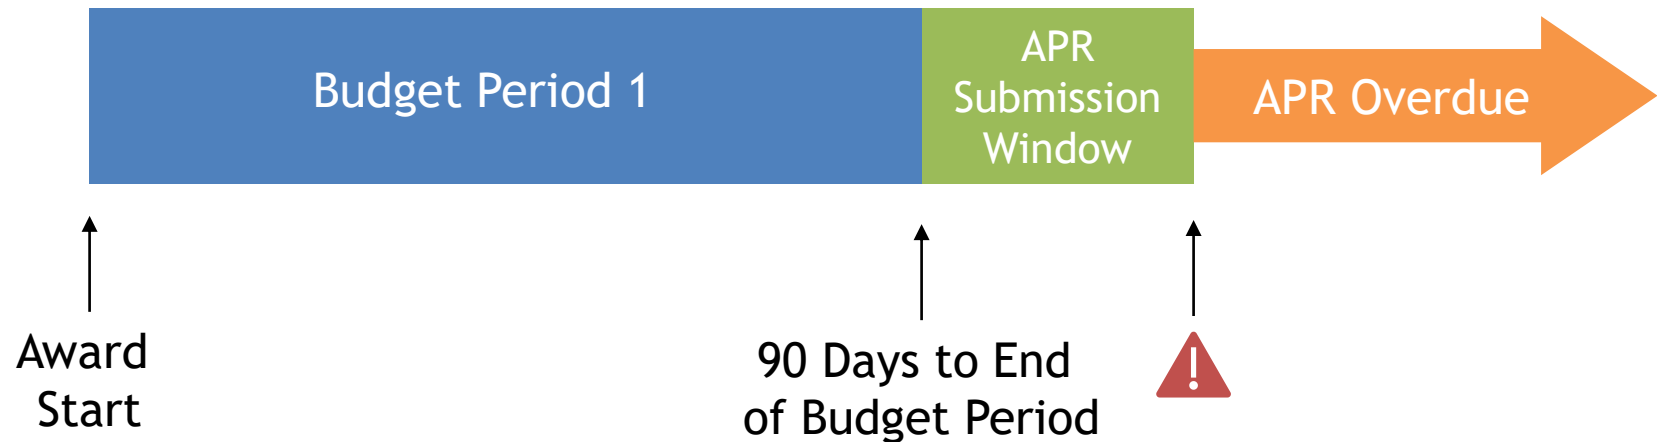 Budget Period 1
APR
Submission
Window
APR Overdue
Award
Start
90 Days to End
of Budget Period
!